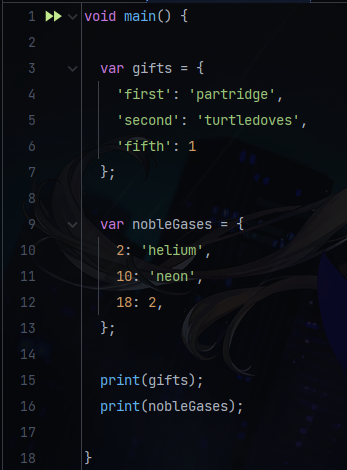 1 void main() {
2
3 var gifts = {
4 'first': 'partridge',
5 'second': 'turtledoves',
6 'fifth': 1
7 };
8
9 var nobleGases = {
10 2: 'helium',
11 10: 'neon',
12 18: 2,
13 };
14
15 print(gifts);
16 print(nobleGases);
17
18 }